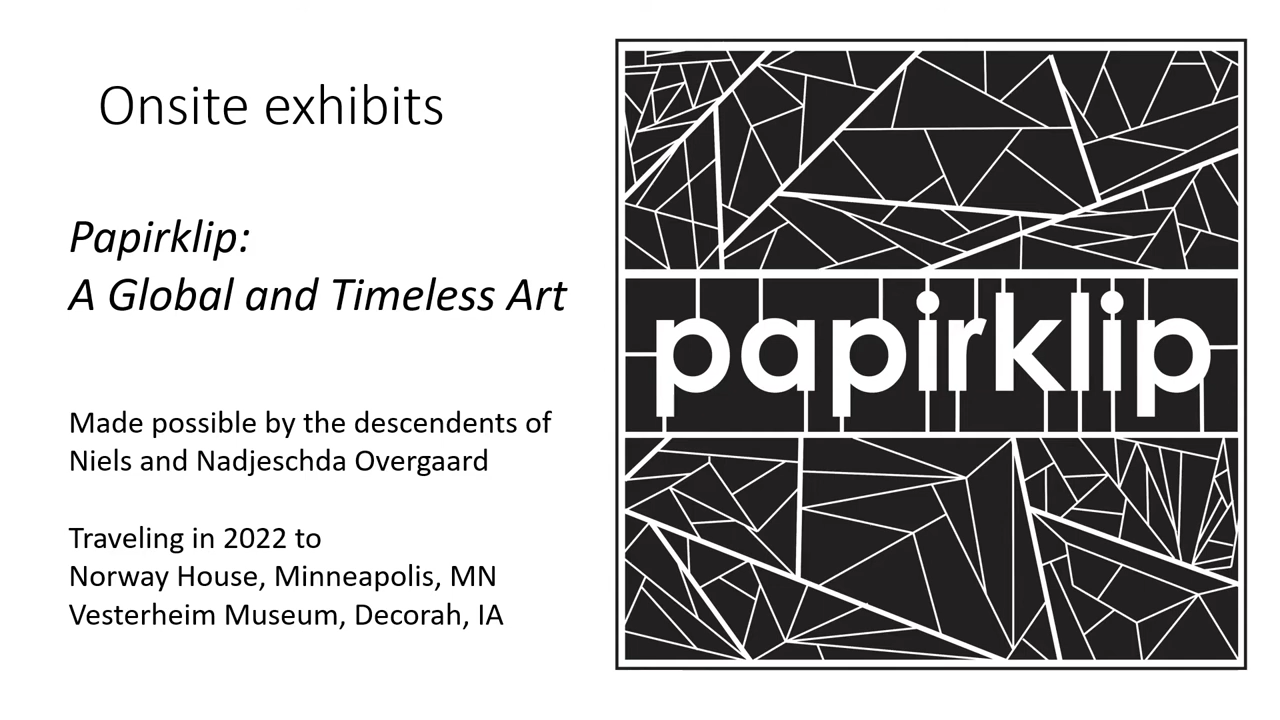 Onsite exhibits
Papirklip:
A Global and Timeless Art
Made possible by the descendents of
Niels and Nadjeschda Overgaard
Traveling in 2022 to
Norway House, Minneapolis, MN
Vesterheim Museum, Decorah, IA
papirklip